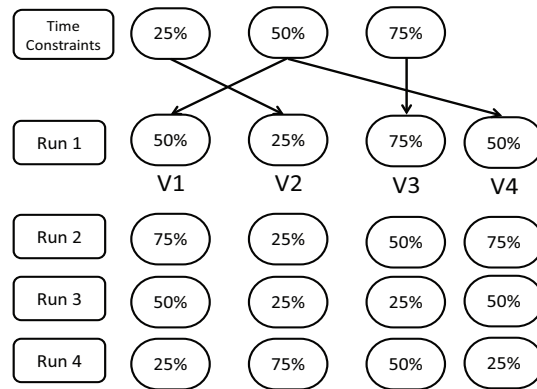 Time
Constraints
25% 50% 75%
Run 1 50% 25% 75% 50%
V1 V2 V3 V4
Run 2 75% 25% 50% 75%
Run 3 50% 25% 25% 50%
Run 4 25% 75% 50% 25%